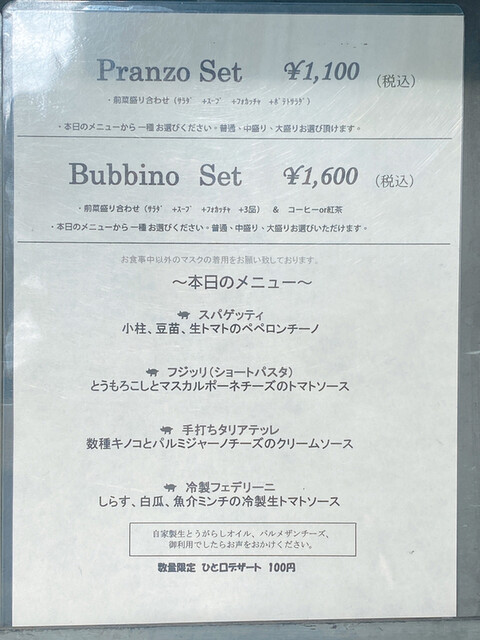 Pranzo Set ¥1,100 (税込)
・前菜盛り合わせ (ｻﾗﾀﾞ +ｽｰﾌﾟ +ﾌｫｶｯﾁｬ +ﾎﾟﾃﾄｻﾗﾀﾞ)
・本日のメニューから 一種 お選びください。普通、中盛り、大盛りお選び頂けます。
Bubbino Set ¥1,600 (税込)
・前菜盛り合わせ (ｻﾗﾀﾞ +ｽｰﾌﾟ +ﾌｫｶｯﾁｬ +3品) & コーヒーor紅茶
・本日のメニューから 一種 お選びください。普通、中盛り、大盛りお選びいただけます。
お食事中以外のマスクの着用をお願い致しております。
〜本日のメニュー〜
スパゲッティ
小柱、豆苗、生トマトのペペロンチーノ
フジッリ(ショートパスタ)
とうもろこしとマスカルポーネチーズのトマトソース
手打ちタリアテッレ
数種キノコとパルミジャーノチーズのクリームソース
冷製フェデリーニ
しらす、白瓜、魚介ミンチの冷製生トマトソース
自家製生とうがらしオイル、パルメザンチーズ、
御利用でしたらお声をおかけください。
数量限定 ひと口デザート 100円